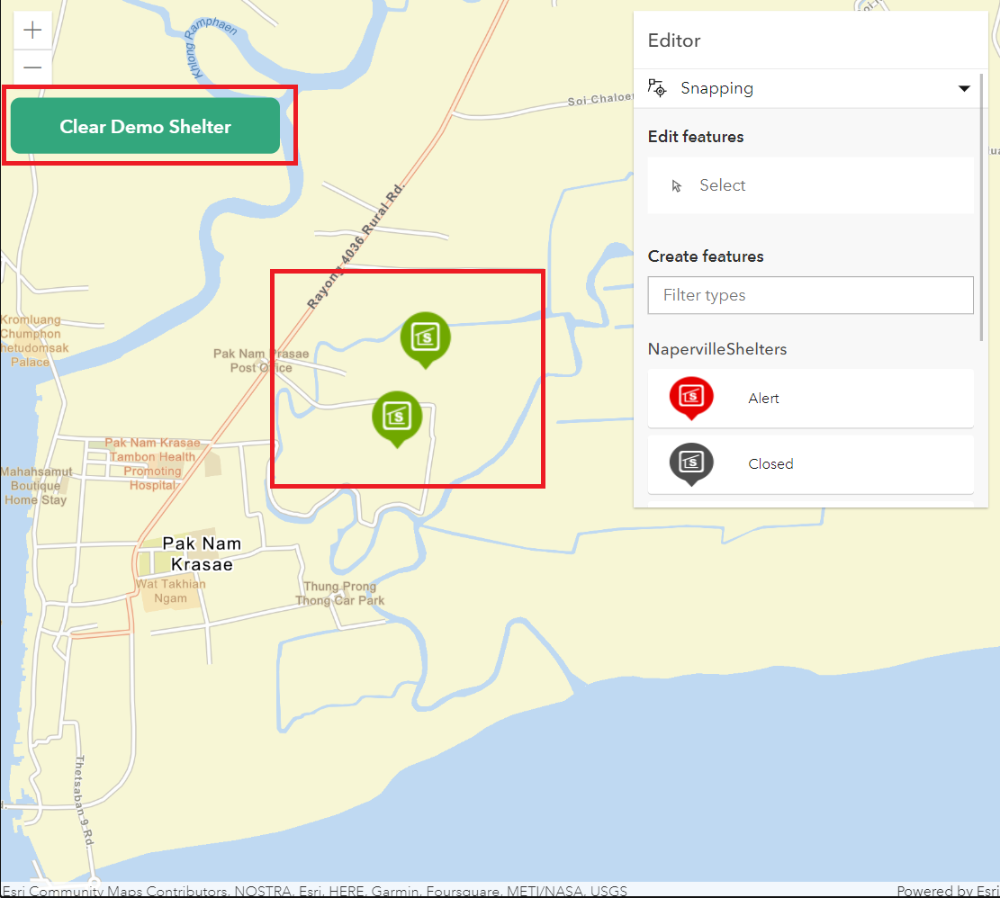 Khlong Ramphaen
Editor
Snapping
Soi Chaloe
Clear Demo Shelter
Edit features
Select
Rayong 4036 Rural Rd.
Create features
Filter types
Kromluang
Chumphon
hetudomsak
Palace
Pak Nam Prasae
Post Office
NapervilleShelters
S
Alert
S
S
Closed
S
Pak Nam Krasae
Tambon Health
Promoting
Hospital
Mahahsamut
Boutique
Home Stay
Pak Nam
Krasae
Wat Takhian
Ngam
Thung Prong
Thong Car Park
Thetsaban 9 Rd.
Esri Community Maps Contributors, NOSTRA, Esri, HERE, Garmin, Foursquare, METI/NASA, USGS
Powered by Esri